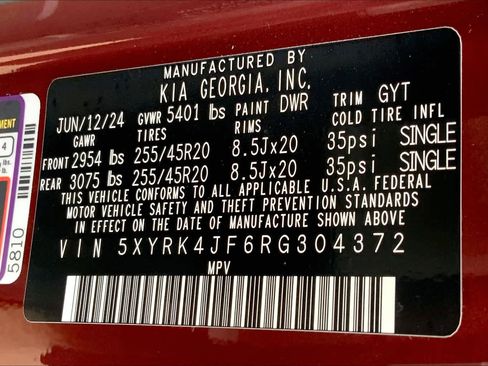 MANUFACTURED BY
KIA GEORGIA, INC.
JUN/12/24 GVWR 5401 lbs PAINT DWR TRIM GYT
GAWR TIRES RIMS COLD TIRE INFL
FRONT 2954 lbs 255/45R20 8.5Jx20 35psi SINGLE
REAR 3075 lbs 255/45R20 8.5Jx20 35psi SINGLE
THIS VEHICLE CONFORMS TO ALL APPLICABLE U.S.A. FEDERAL
MOTOR VEHICLE SAFETY AND THEFT PREVENTION STANDARDS
IN EFFECT ON THE DATE OF MANUFACTURE SHOWN ABOVE
VIN 5XYRK4JF6RG304372
MPV
4
lbs.
5810